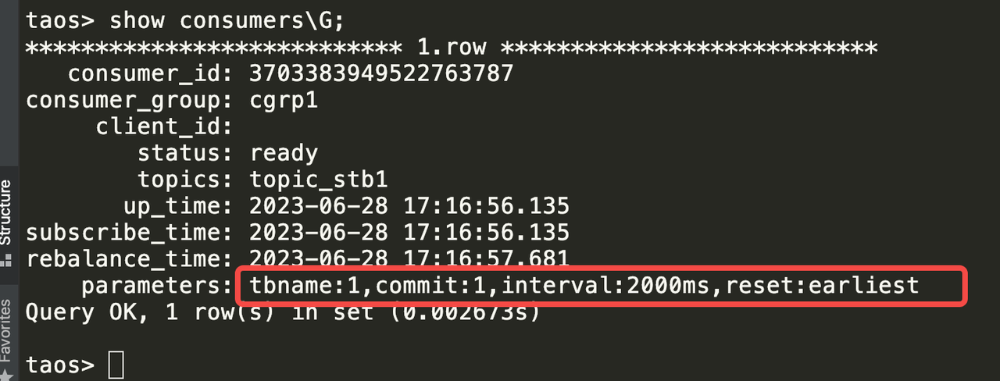 taos> show consumers\G;
*************************** 1.row ***************************
consumer_id: 3703383949522763787
consumer_group: cgrp1
client_id:
status: ready
topics: topic_stb1
up_time: 2023-06-28 17:16:56.135
subscribe_time: 2023-06-28 17:16:56.135
rebalance_time: 2023-06-28 17:16:57.681
parameters: tbname:1,commit:1,interval:2000ms,reset:earliest
Query OK, 1 row(s) in set (0.002673s)
taos>
Structure
Favorites